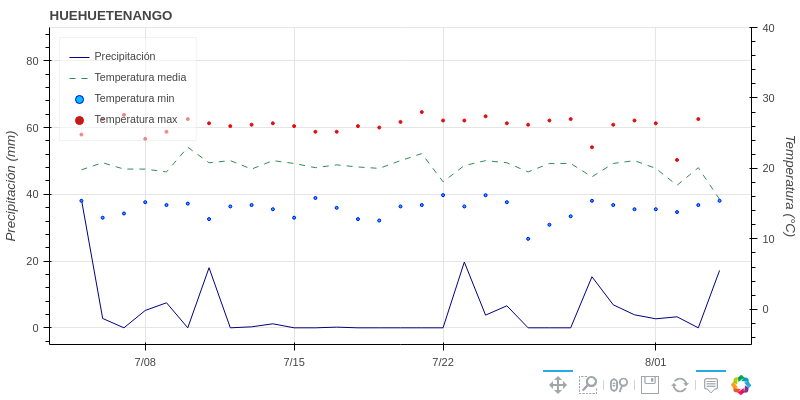 HUEHUETENANGO
Precipitación
Temperatura media
Temperatura min
Temperatura max
Precipitación (mm)
80
60
40
20
0
Temperatura (°C)
40
30
20
10
0
7/08 7/15 7/22 8/01